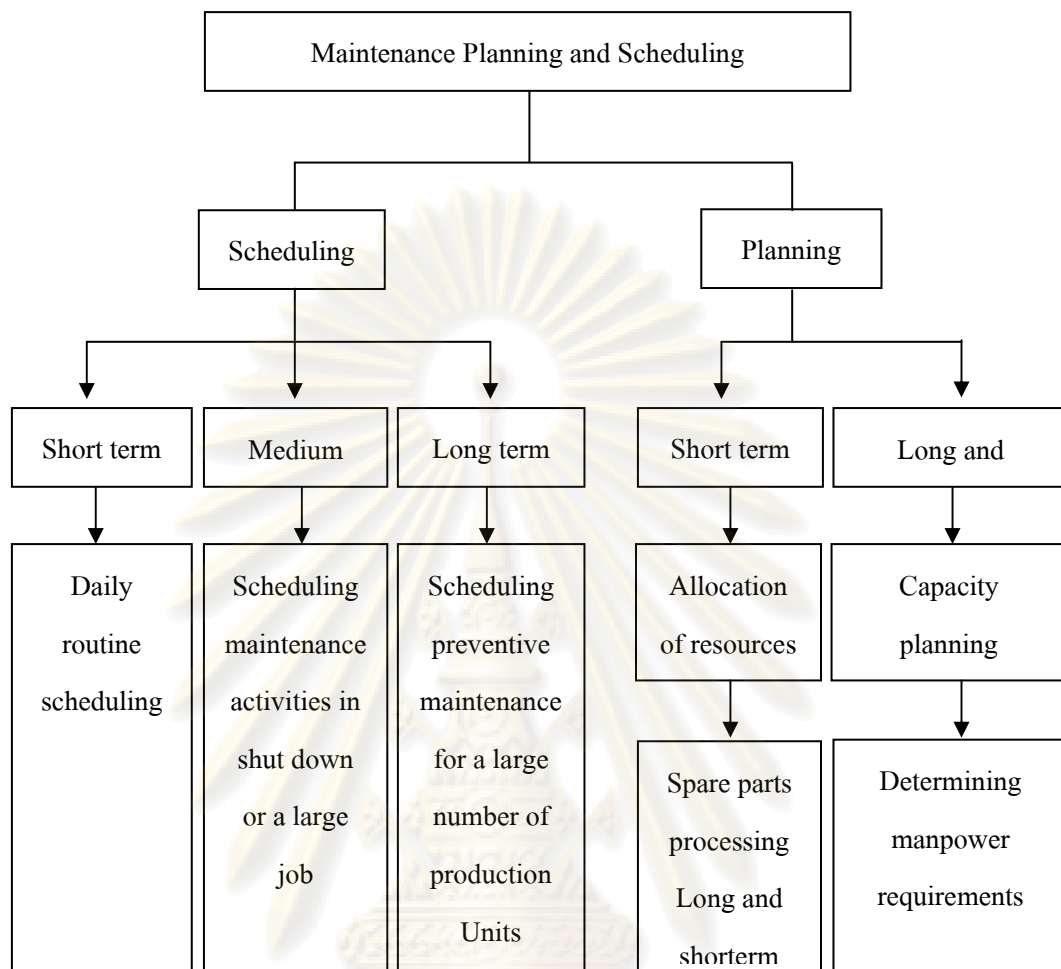 Maintenance Planning and Scheduling
Scheduling
Planning
Short term
Medium
Long term
Short term
Long and
Daily
routine
scheduling
Scheduling
maintenance
activities in
shut down
or a large
job
Scheduling
preventive
maintenance
for a large
number of
production
Units
Allocation
of resources
Capacity
planning
Spare parts
processing
Long and
shorterm
Determining
manpower
requirements